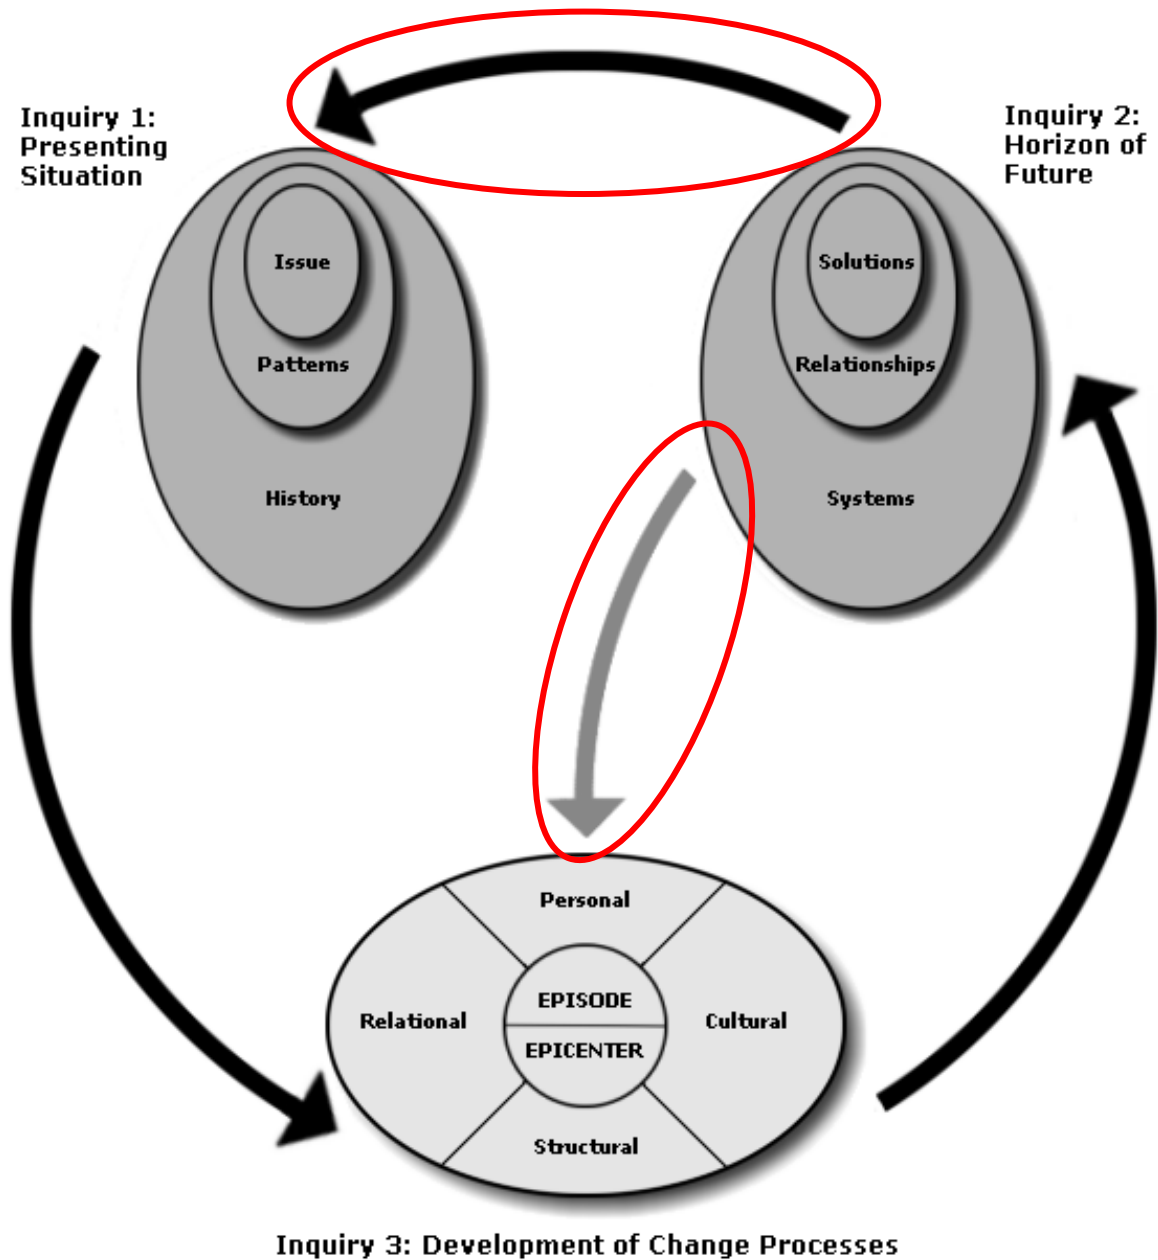 Inquiry 1:
Presenting
Situation
Inquiry 2:
Horizon of
Future
Issue
Patterns
History
Solutions
Relationships
Systems
Personal
EPISODE
Relational
Cultural
EPICENTER
Structural
Inquiry 3: Development of Change Processes